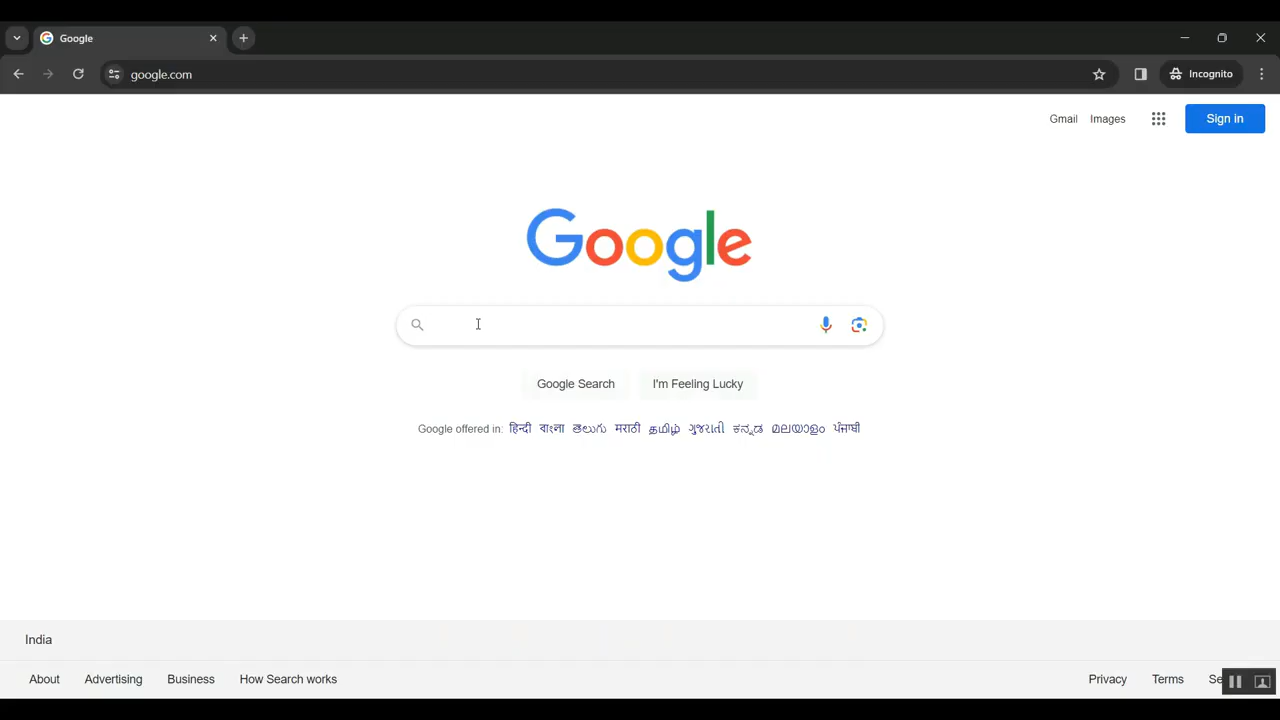 Google
google.com
Incognito
Gmail Images Sign in
Google
Google Search I'm Feeling Lucky
Google offered in: हिन्दी বাংলা తెలుగు मराठी தமிழ் ગુજરાતી ಕನ್ನಡ മലയാളം ਪੰਜਾਬੀ
India
About Advertising Business How Search works Privacy Terms Se